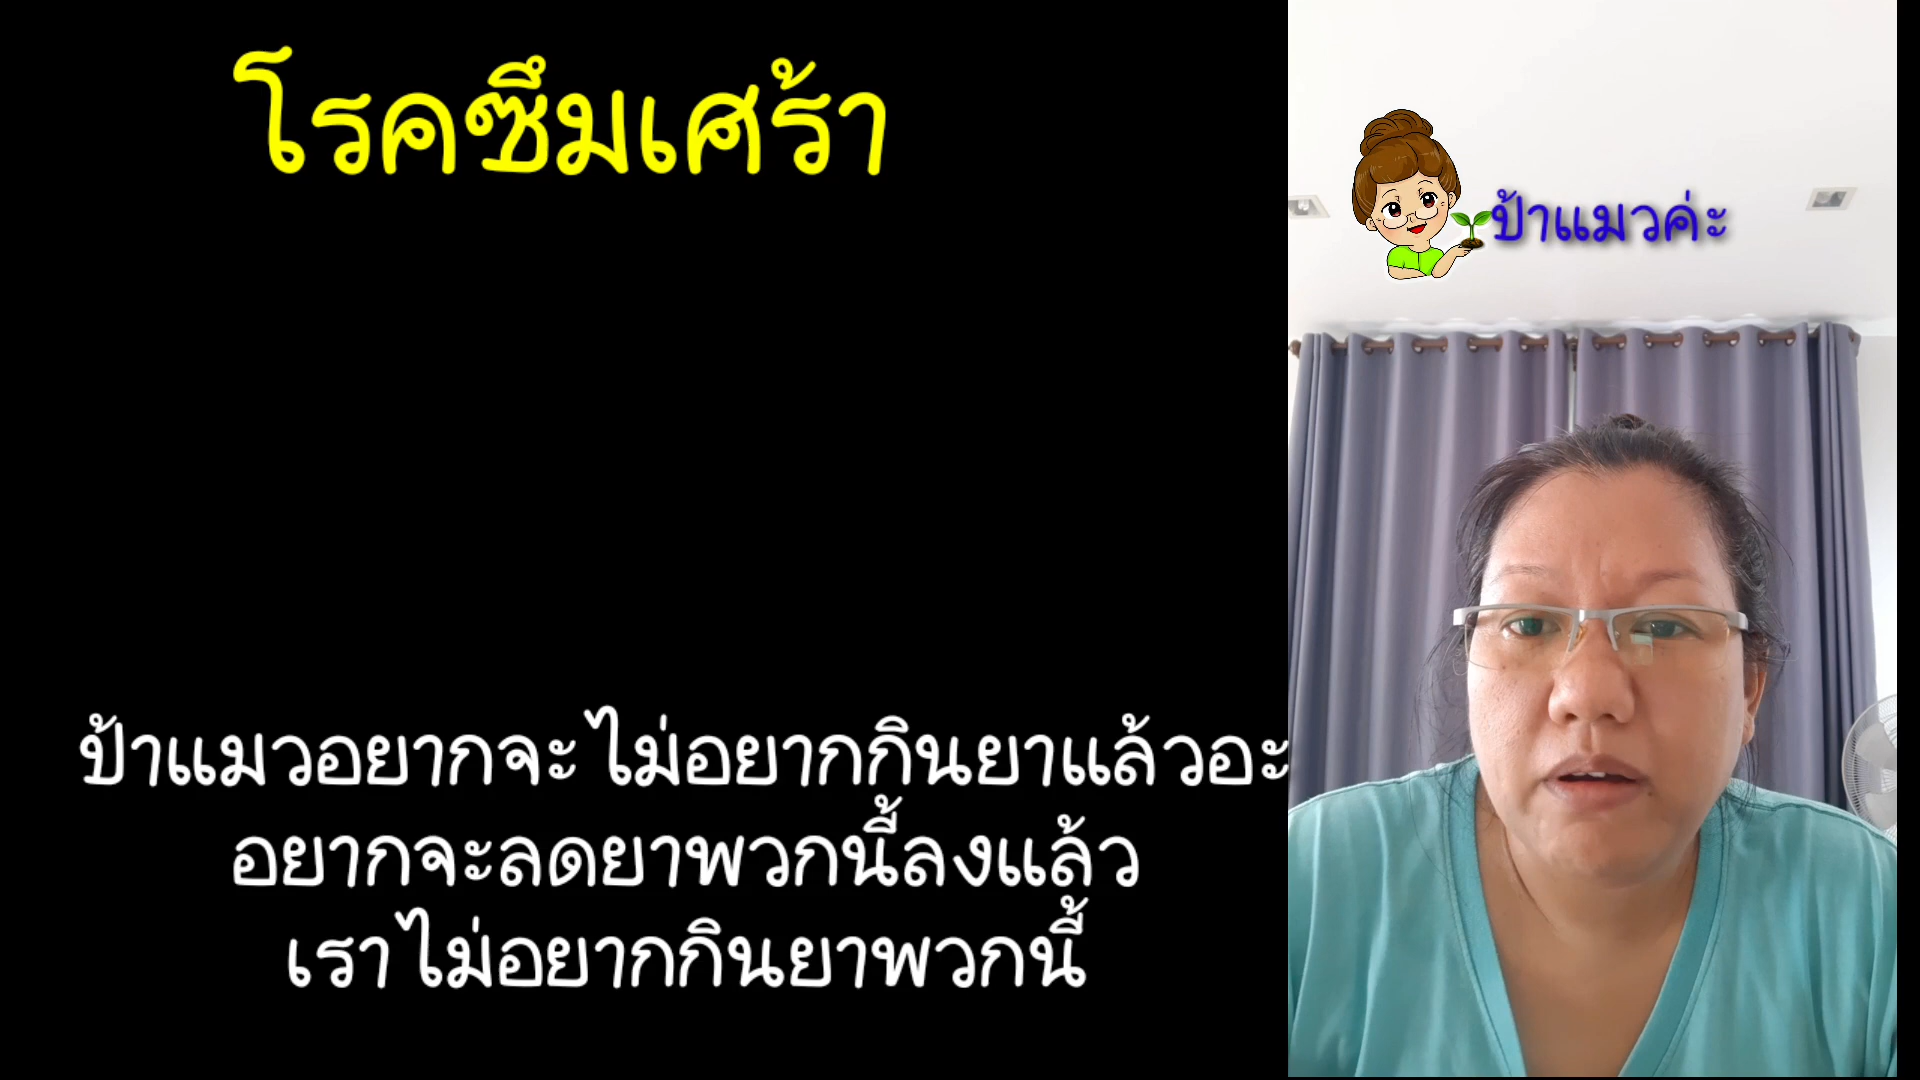 โรคซึมเศร้า
ป้าแมวค่ะ
ป้าแมวอยากจะ ไม่อยากกินยาแล้วอะ
อยากจะลดยาพวกนี้ลงแล้ว
เราไม่อยากกินยาพวกนี้